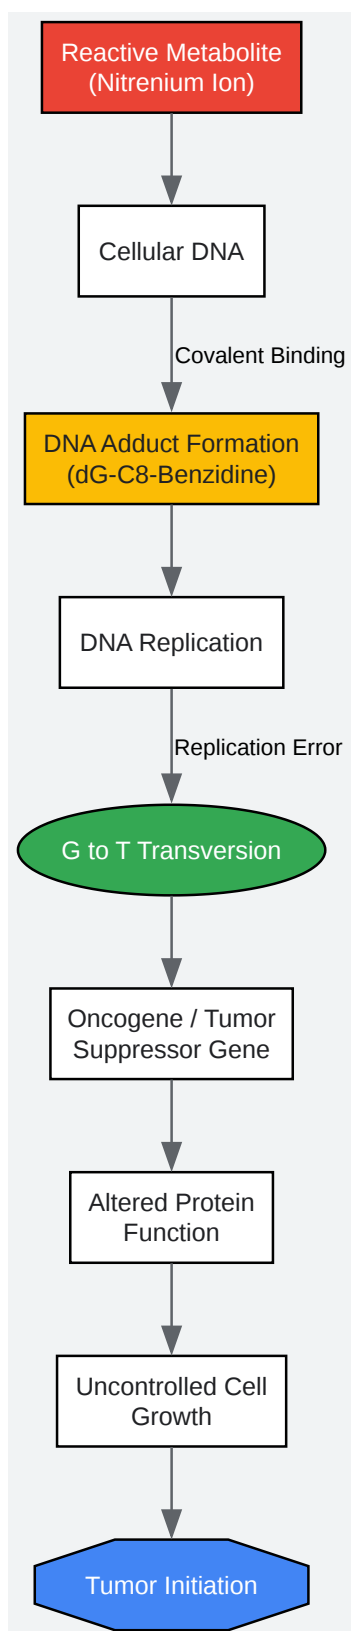 Reactive Metabolite
(Nitrenium Ion)
Cellular DNA
Covalent Binding
DNA Adduct Formation
(dG-C8-Benzidine)
DNA Replication
Replication Error
G to T Transversion
Oncogene / Tumor
Suppressor Gene
Altered Protein
Function
Uncontrolled Cell
Growth
Tumor Initiation